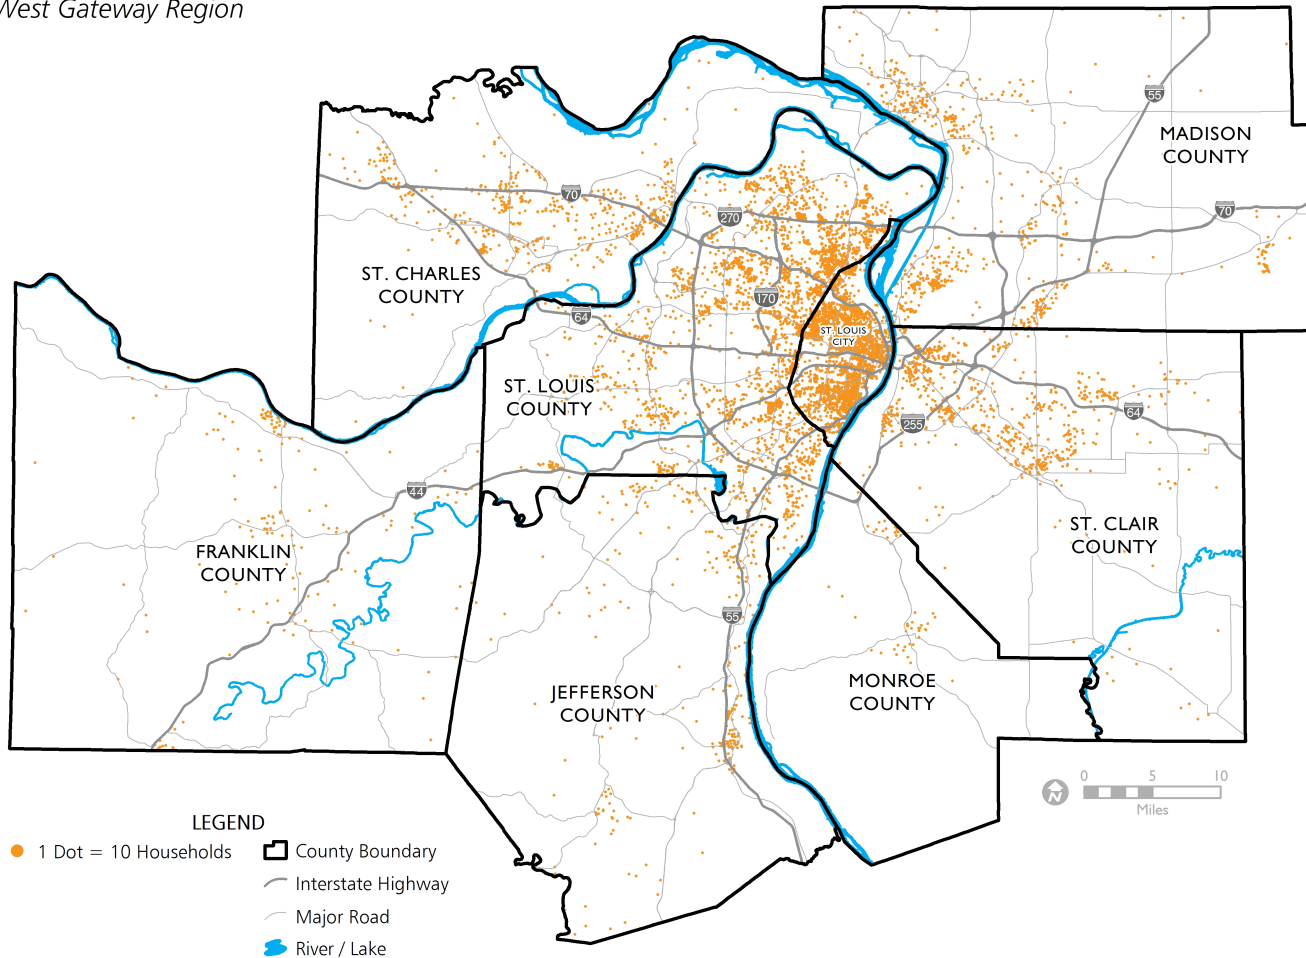 West Gateway Region
55
MADISON
COUNTY
70
70
270
ST. CHARLES
COUNTY
170
64
ST. LOUIS
CITY
ST. LOUIS
COUNTY
64
255
44
ST. CLAIR
COUNTY
FRANKLIN
COUNTY
55
JEFFERSON
COUNTY
MONROE
COUNTY
0 5 10
N
Miles
LEGEND
1 Dot = 10 Households
County Boundary
Interstate Highway
Major Road
River / Lake